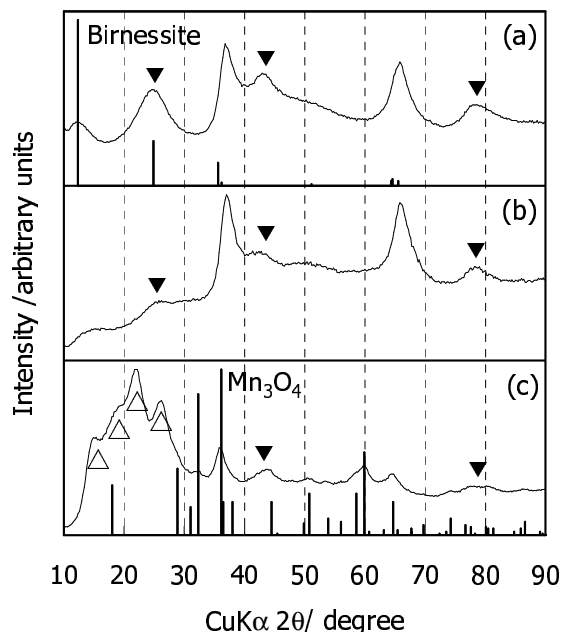 Birnessite
(a)
(b)
Mn₃O₄
(c)
Intensity /arbitrary units
10 20 30 40 50 60 70 80 90
CuKα 2θ/ degree